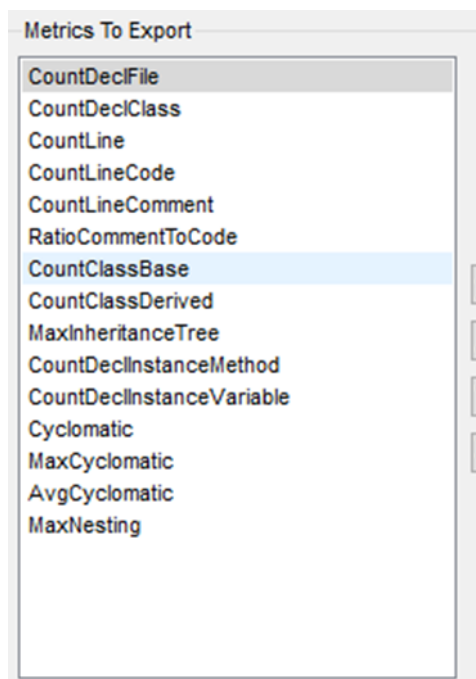 Metrics To Export
CountDeclFile
CountDeclClass
CountLine
CountLineCode
CountLineComment
RatioCommentToCode
CountClassBase
CountClassDerived
MaxInheritanceTree
CountDeclInstanceMethod
CountDeclInstanceVariable
Cyclomatic
MaxCyclomatic
AvgCyclomatic
MaxNesting